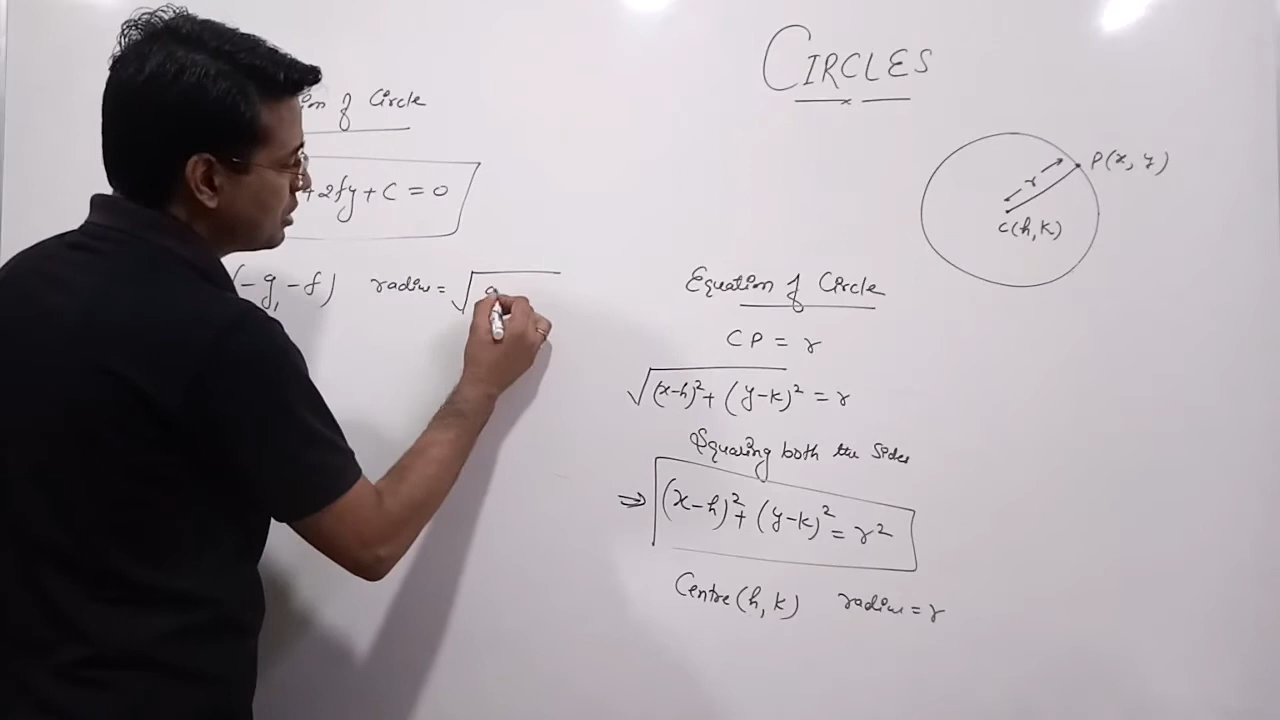 CIRCLES
of Circle
+2fy+C=0
(-g, -f) radius = √
P(x, y)
r
C(h, k)
Equation of Circle
CP = r
√(x-h)²+(y-k)² = r
Squaring both the sides
⇒ (x-h)²+(y-k)² = r²
Centre(h, k) radius = r